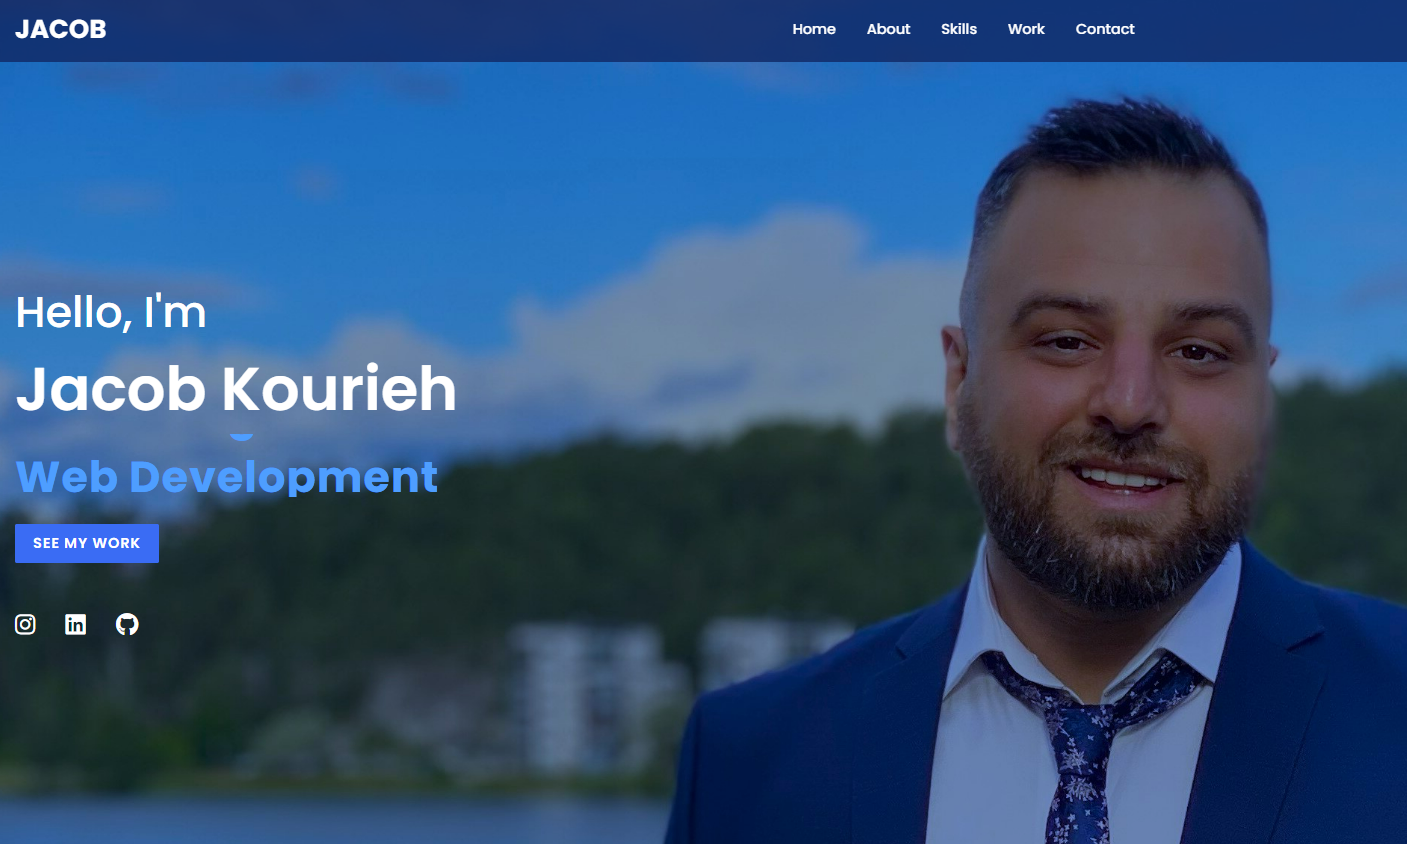 JACOB
Home About Skills Work Contact
Hello, I'm
Jacob Kourieh
Web Development
SEE MY WORK